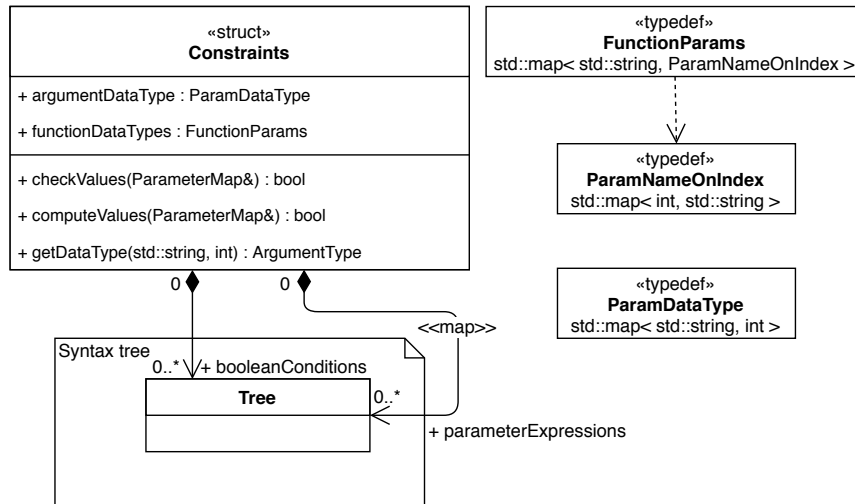 «struct»
Constraints
+ argumentDataType : ParamDataType
+ functionDataTypes : FunctionParams
+ checkValues(ParameterMap&) : bool
+ computeValues(ParameterMap&) : bool
+ getDataType(std::string, int) : ArgumentType
«typedef»
FunctionParams
std::map< std::string, ParamNameOnIndex >
«typedef»
ParamNameOnIndex
std::map< int, std::string >
«typedef»
ParamDataType
std::map< std::string, int >
0
0
<<map>>
Syntax tree
0..*
+ booleanConditions
Tree
0..*
+ parameterExpressions